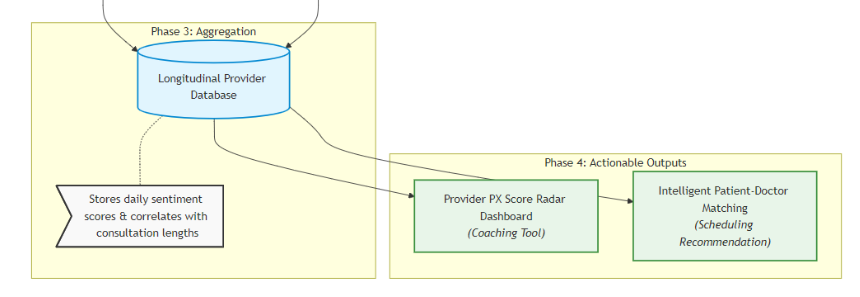 Phase 3: Aggregation
Longitudinal Provider
Database
Stores daily sentiment
scores & correlates with
consultation lengths
Phase 4: Actionable Outputs
Provider PX Score Radar
Dashboard
(Coaching Tool)
Intelligent Patient-Doctor
Matching
(Scheduling
Recommendation)